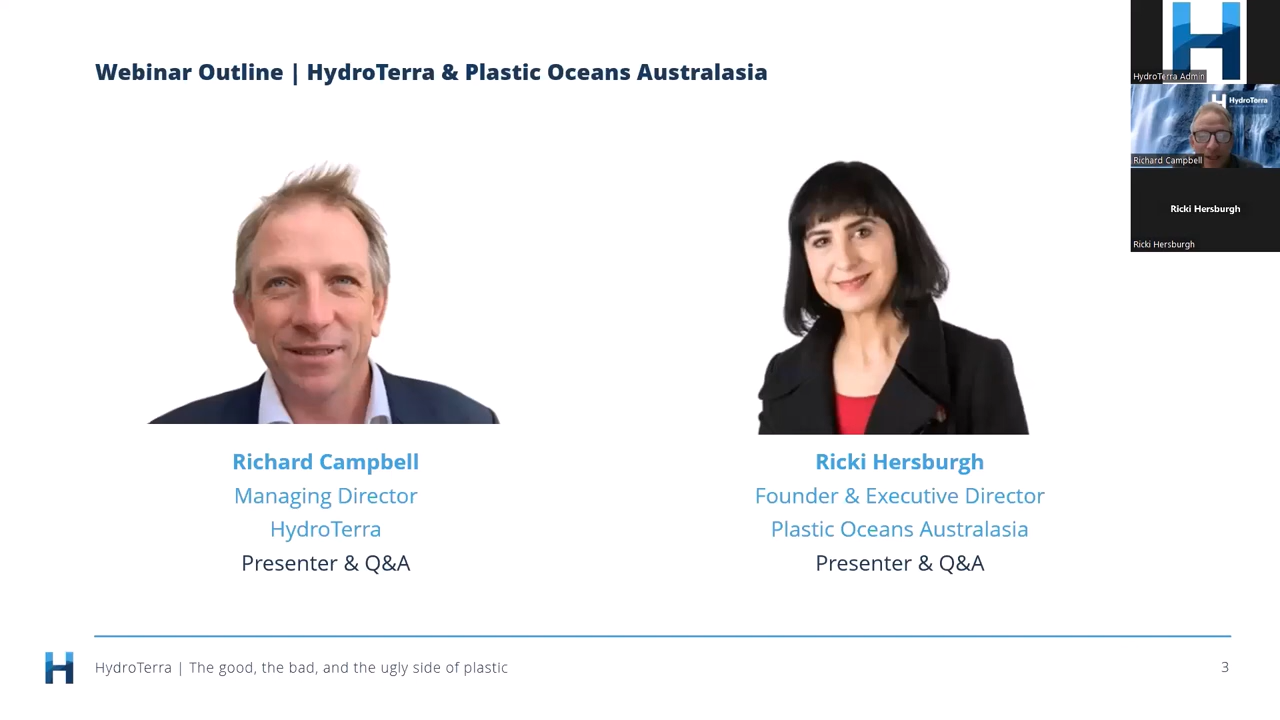 Webinar Outline | HydroTerra & Plastic Oceans Australasia
HydroTerra Admin
HydroTerra
Richard Campbell
Ricki Hersburgh
Ricki Hersburgh
Richard Campbell
Managing Director
HydroTerra
Presenter & Q&A
Ricki Hersburgh
Founder & Executive Director
Plastic Oceans Australasia
Presenter & Q&A
HydroTerra | The good, the bad, and the ugly side of plastic
3